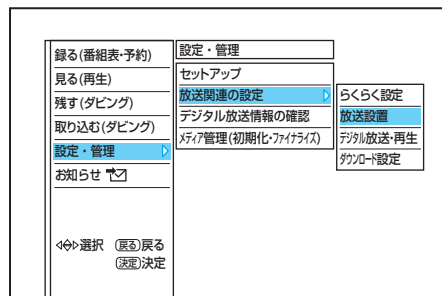 録る(番組表・予約)
見る(再生)
残す(ダビング)
取り込む(ダビング)
設定・管理
お知らせ
選択 戻る戻る
決定決定
設定・管理
セットアップ
放送関連の設定
デジタル放送情報の確認
メディア管理(初期化・ファイナライズ)
らくらく設定
放送設置
デジタル放送・再生
ダウンロード設定